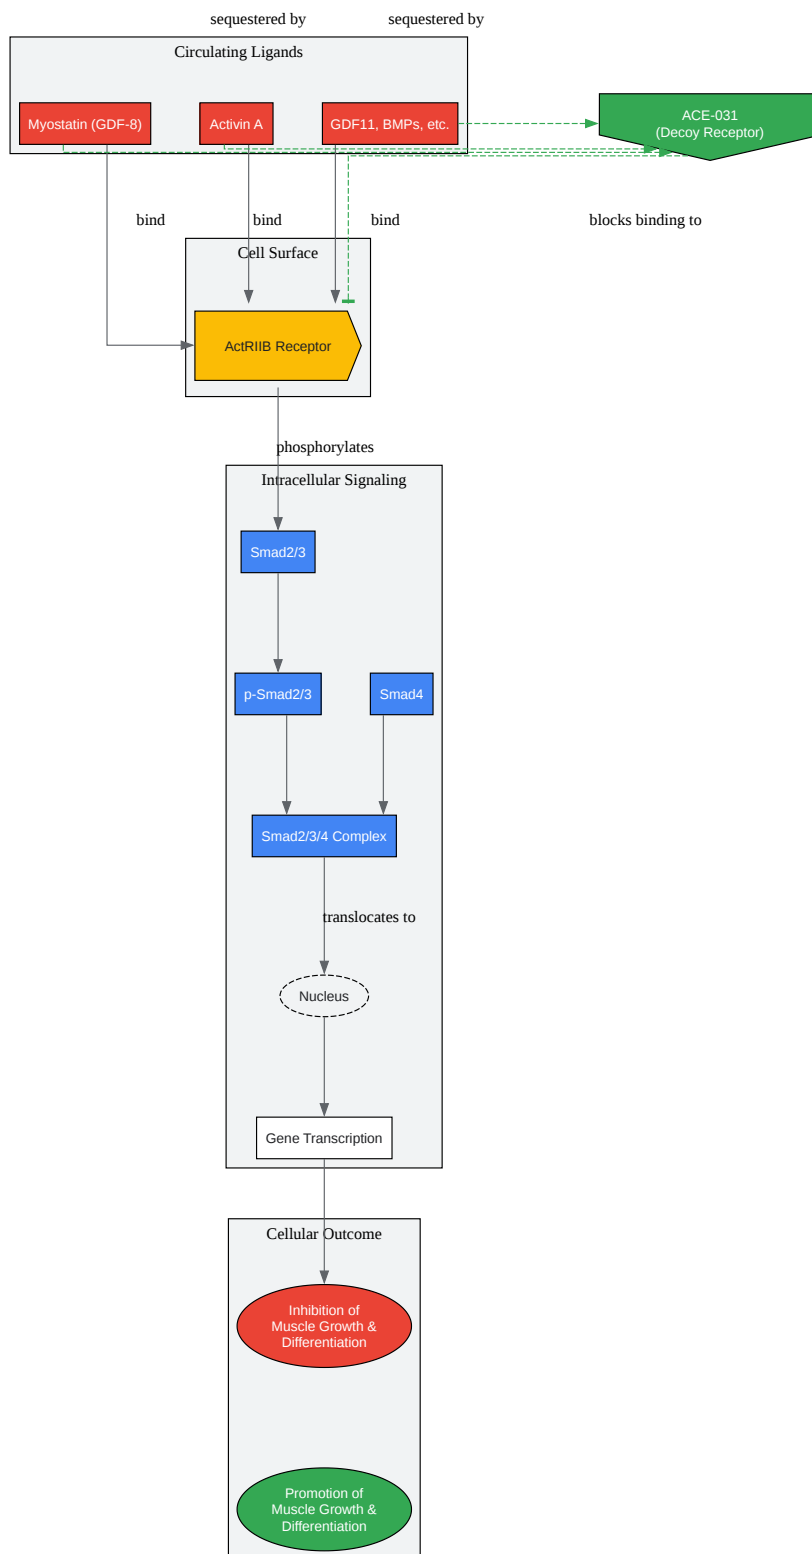 sequestered by
sequestered by
Circulating Ligands
Myostatin (GDF-8)
Activin A
GDF11, BMPs, etc.
ACE-031
(Decoy Receptor)
bind
bind
bind
blocks binding to
Cell Surface
ActRIIB Receptor
phosphorylates
Intracellular Signaling
Smad2/3
p-Smad2/3
Smad4
Smad2/3/4 Complex
translocates to
Nucleus
Gene Transcription
Cellular Outcome
Inhibition of
Muscle Growth &
Differentiation
Promotion of
Muscle Growth &
Differentiation